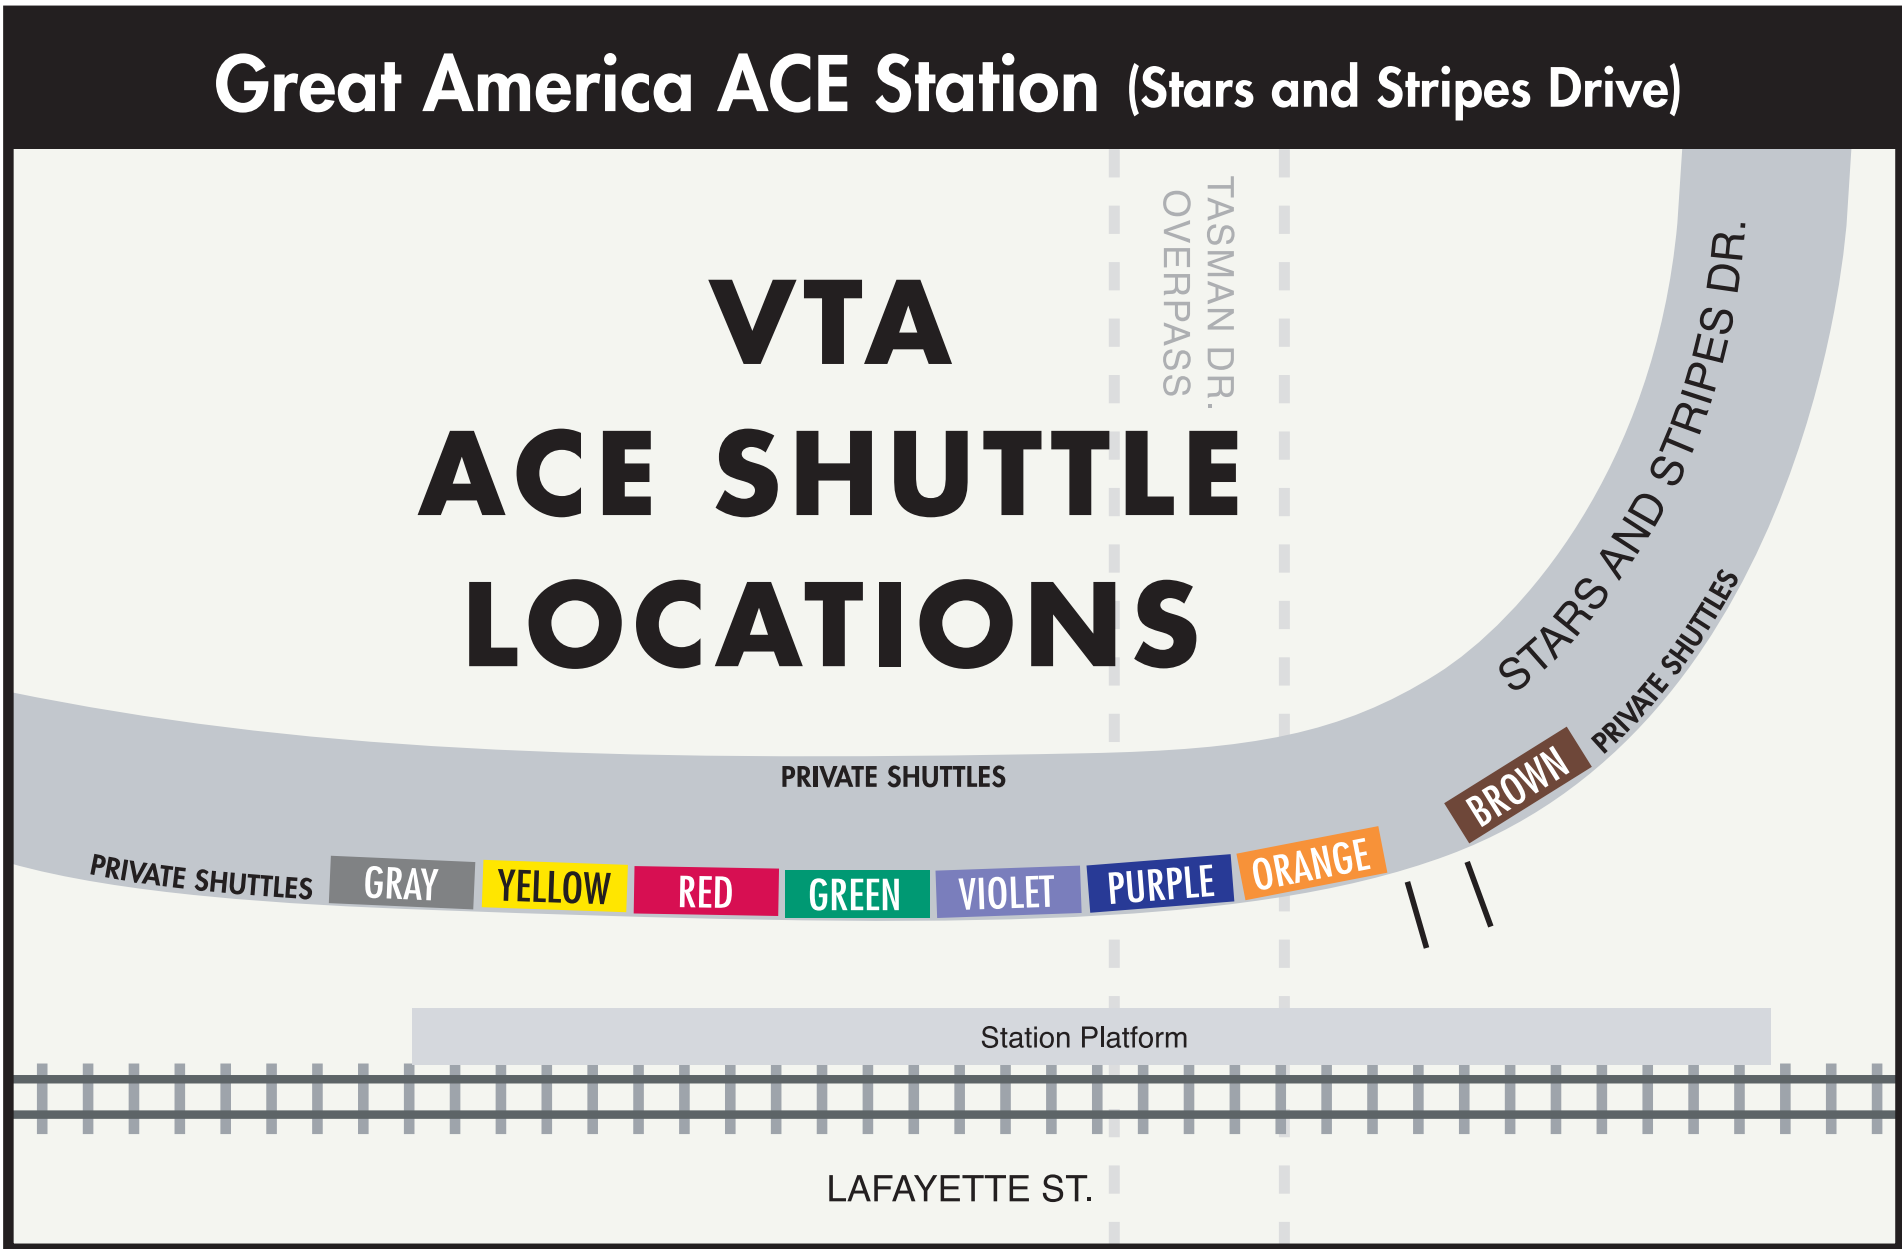 Great America ACE Station (Stars and Stripes Drive)
TASMAN DR.
OVERPASS
VTA
ACE SHUTTLE
LOCATIONS
STARS AND STRIPES DR.
PRIVATE SHUTTLES
PRIVATE SHUTTLES
PRIVATE SHUTTLES
GRAY
YELLOW
RED
GREEN
VIOLET
PURPLE
ORANGE
BROWN
Station Platform
LAFAYETTE ST.